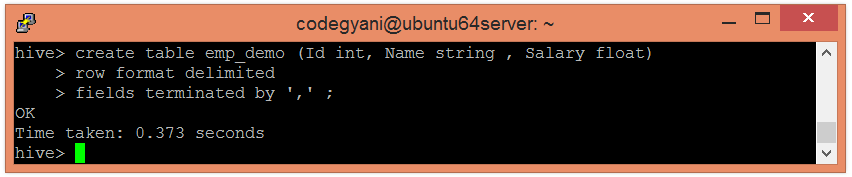 codegyani@ubuntu64server: ~
hive> create table emp_demo (Id int, Name string , Salary float)
    > row format delimited
    > fields terminated by ',' ;
OK
Time taken: 0.373 seconds
hive>